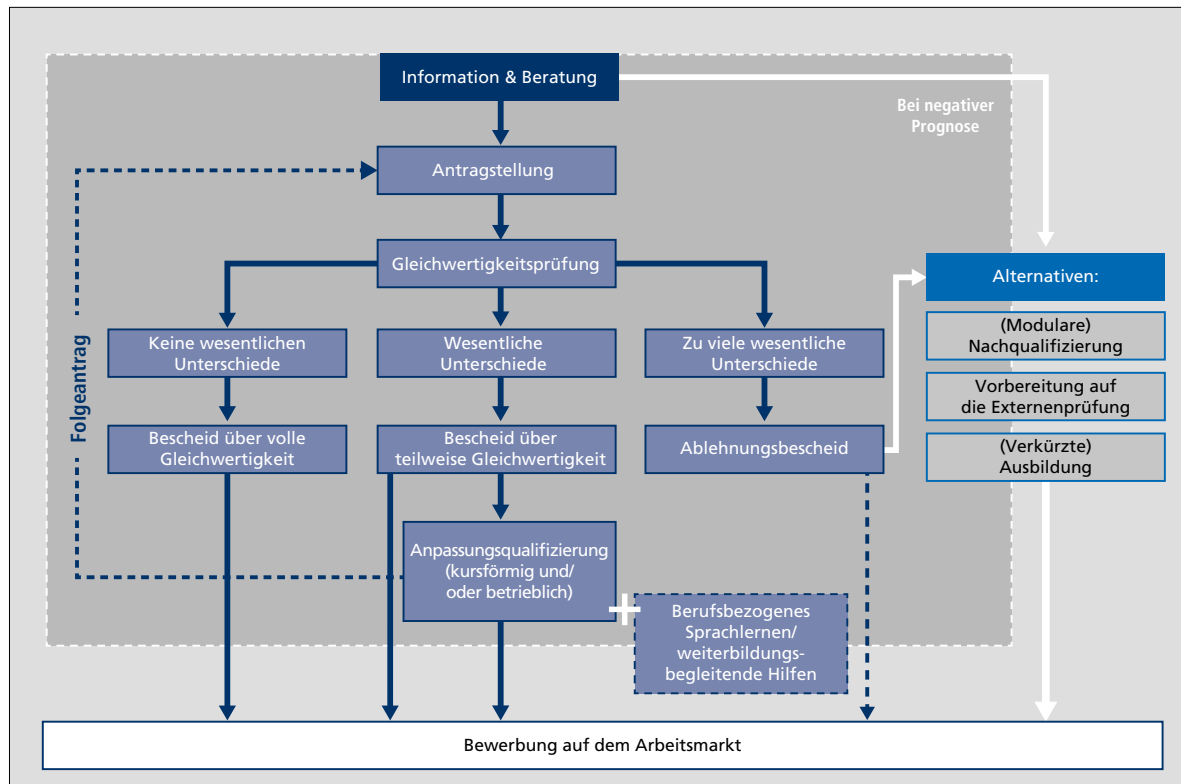 Information & Beratung
Bei negativer
Prognose
Antragstellung
Gleichwertigkeitsprüfung
Alternativen:
Keine wesentlichen
Unterschiede
Wesentliche
Unterschiede
Zu viele wesentliche
Unterschiede
(Modulare)
Nachqualifizierung
Vorbereitung auf
die Externenprüfung
(Verkürzte)
Ausbildung
Folgeantrag
Bescheid über volle
Gleichwertigkeit
Bescheid über
teilweise Gleichwertigkeit
Ablehnungsbescheid
Anpassungsqualifizierung
(kursförmig und/
oder betrieblich)
+
Berufsbezogenes
Sprachlernen/
weiterbildungs-
begleitende Hilfen
Bewerbung auf dem Arbeitsmarkt